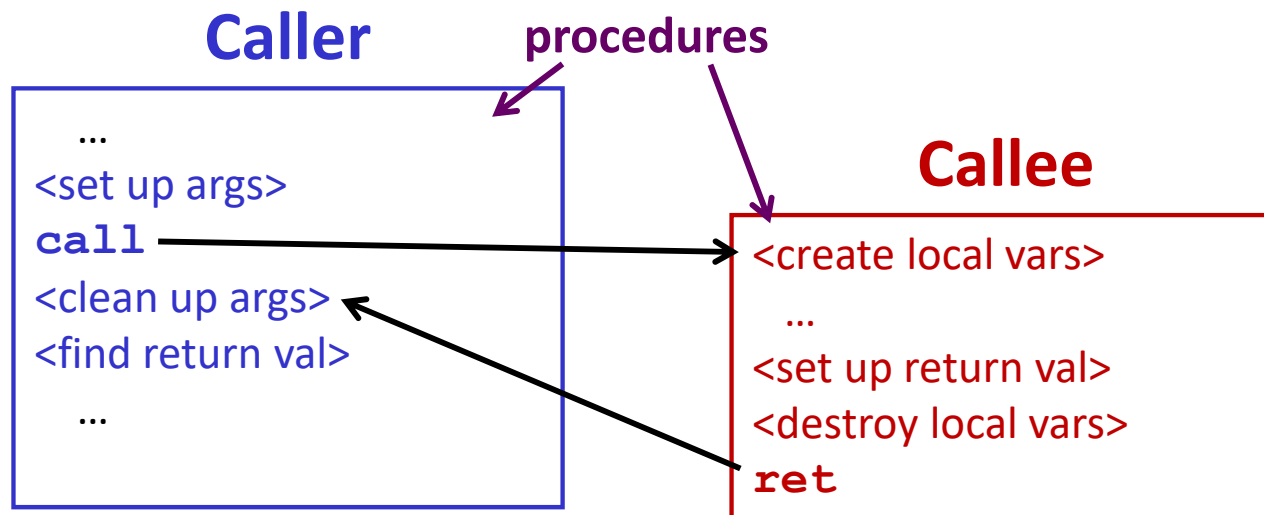 Caller
procedures
...
<set up args>
call
<clean up args>
<find return val>
...
Callee
<create local vars>
...
<set up return val>
<destroy local vars>
ret